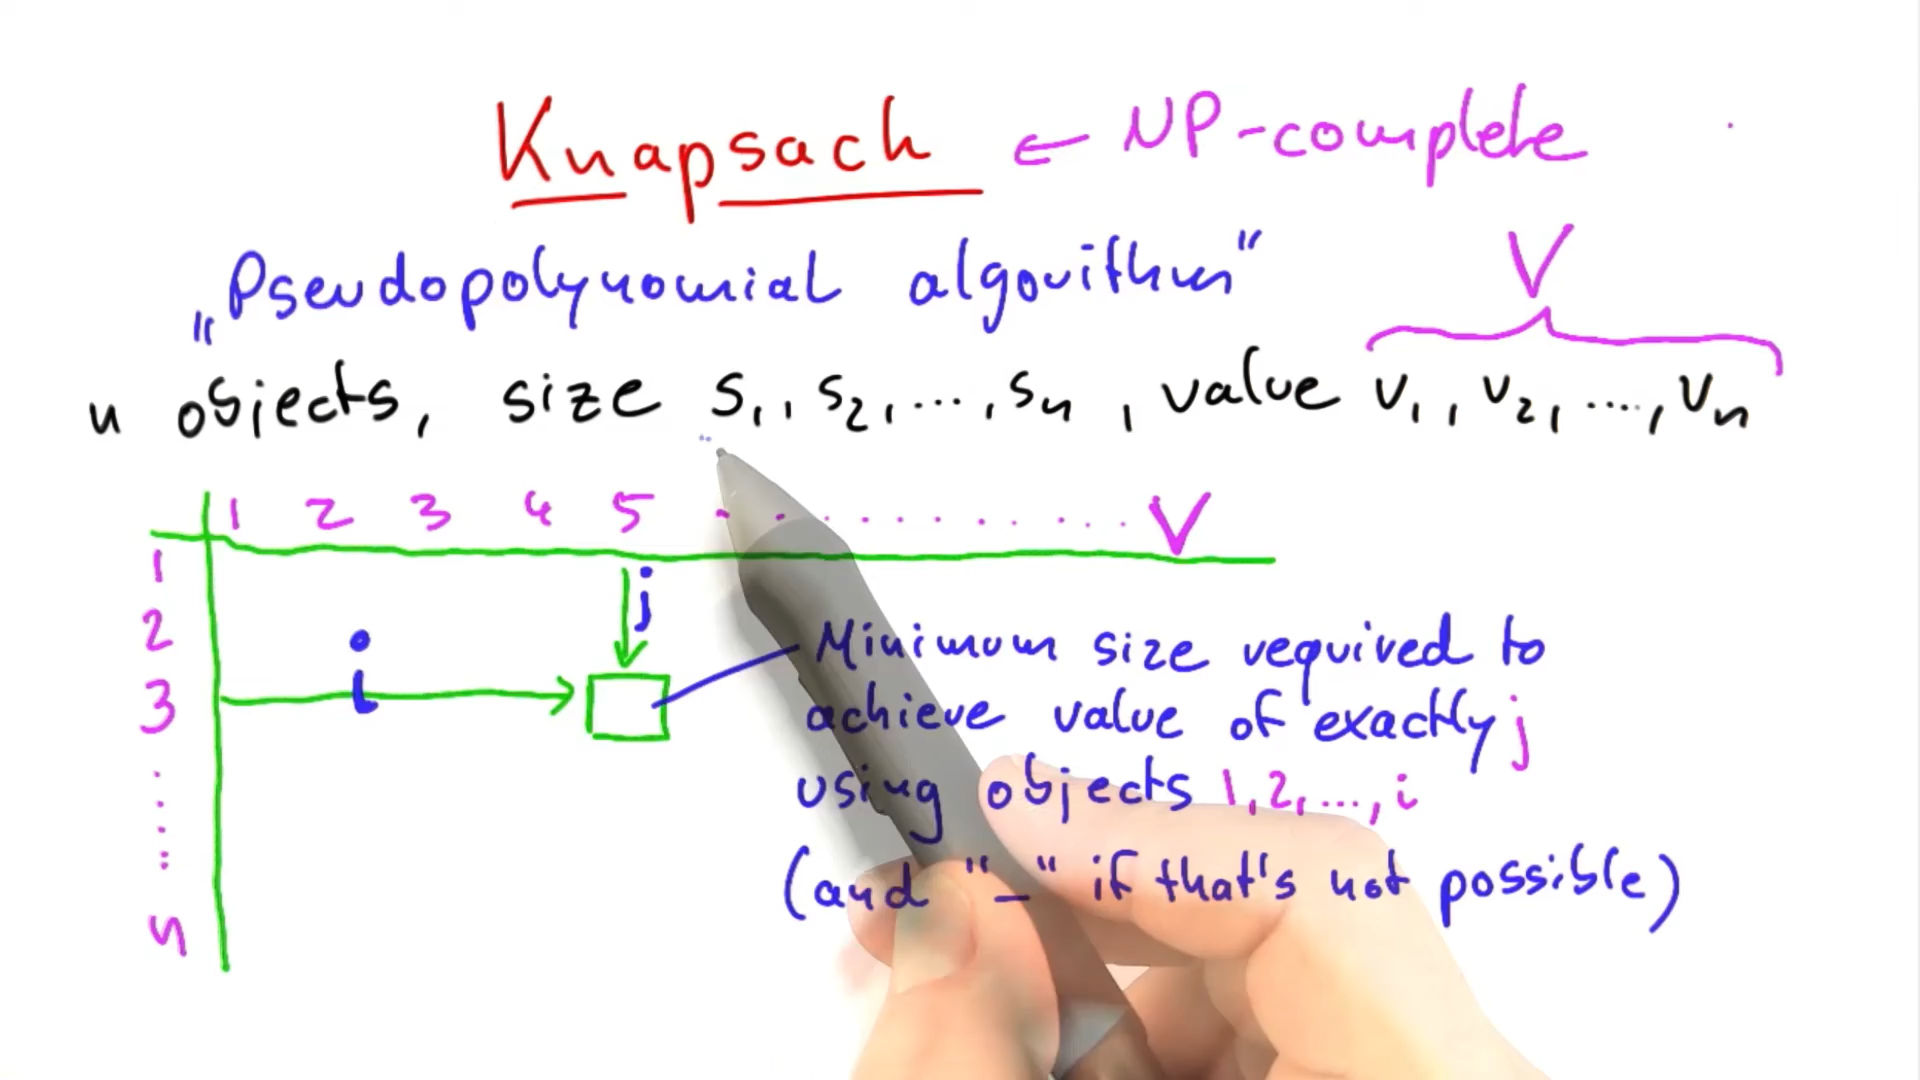 Knapsack ← NP-complete
„Pseudopolynomial algorithm“
V
n objects, size s1, s2, ..., sn, value v1, v2, ..., vn
1 2 3 4 5 . . . . . . . . . . V
1
j
2
i
Minimum size required to
3
achieve value of exactly j
using objects 1, 2, ..., i
(and "–" if that's not possible)
n